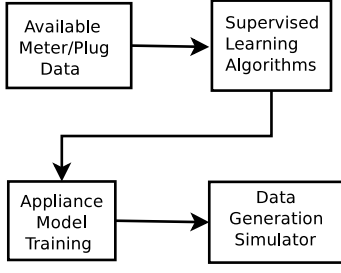 Available
Meter/Plug
Data
Supervised
Learning
Algorithms
Appliance
Model
Training
Data
Generation
Simulator